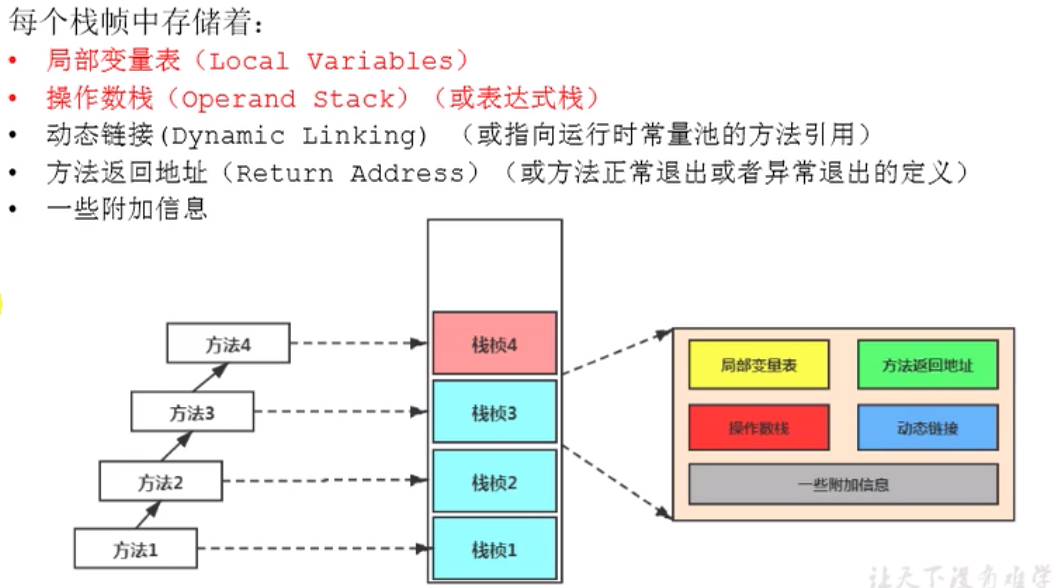 每个栈帧中存储着:
• 局部变量表(Local Variables)
• 操作数栈(Operand Stack)(或表达式栈)
• 动态链接(Dynamic Linking) (或指向运行时常量池的方法引用)
• 方法返回地址(Return Address)(或方法正常退出或者异常退出的定义)
• 一些附加信息
方法4
栈桢4
方法3
栈桢3
方法2
栈桢2
方法1
栈桢1
局部变量表
方法返回地址
操作数栈
动态链接
一些附加信息
让天下没有难学